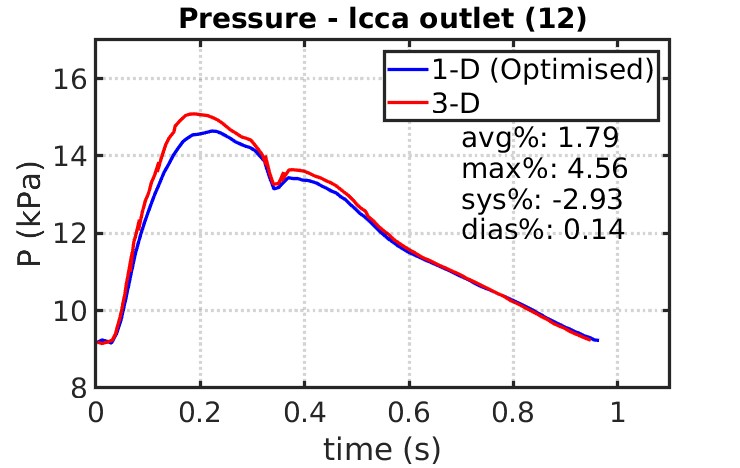 Pressure - lcca outlet (12)
1-D (Optimised)
3-D
avg%: 1.79
max%: 4.56
sys%: -2.93
dias%: 0.14
P (kPa)
16
14
12
10
8
0 0.2 0.4 0.6 0.8 1
time (s)